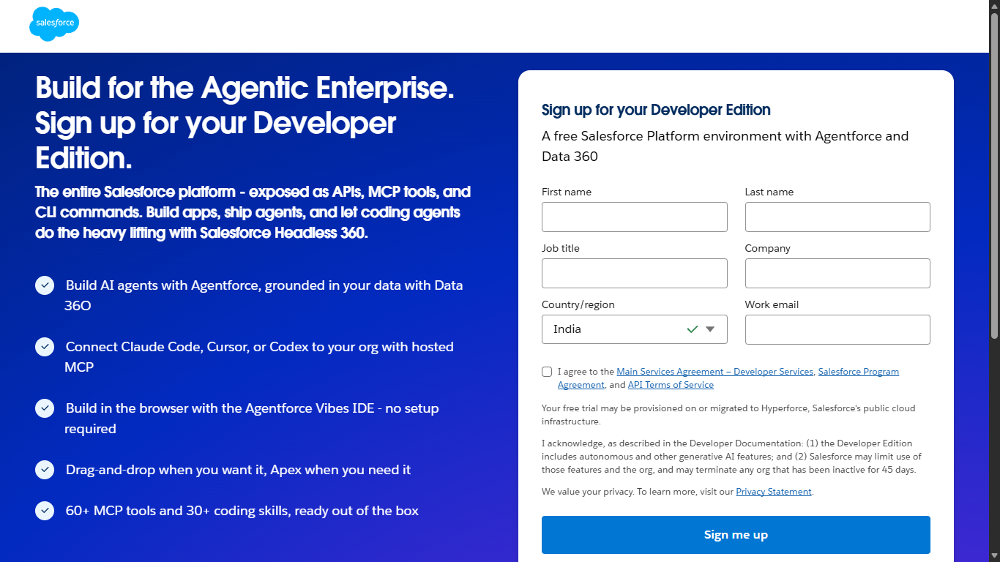 salesforce
Build for the Agentic Enterprise.
Sign up for your Developer
Edition.
The entire Salesforce platform - exposed as APIs, MCP tools, and
CLI commands. Build apps, ship agents, and let coding agents
do the heavy lifting with Salesforce Headless 360.
Build AI agents with Agentforce, grounded in your data with Data
36O
Connect Claude Code, Cursor, or Codex to your org with hosted
MCP
Build in the browser with the Agentforce Vibes IDE - no setup
required
Drag-and-drop when you want it, Apex when you need it
60+ MCP tools and 30+ coding skills, ready out of the box
Sign up for your Developer Edition
A free Salesforce Platform environment with Agentforce and
Data 360
First name
Last name
Job title
Company
Country/region
Work email
India
I agree to the Main Services Agreement – Developer Services, Salesforce Program
Agreement, and API Terms of Service
Your free trial may be provisioned on or migrated to Hyperforce, Salesforce's public cloud
infrastructure.
I acknowledge, as described in the Developer Documentation: (1) the Developer Edition
includes autonomous and other generative AI features; and (2) Salesforce may limit use of
those features and the org, and may terminate any org that has been inactive for 45 days.
We value your privacy. To learn more, visit our Privacy Statement.
Sign me up